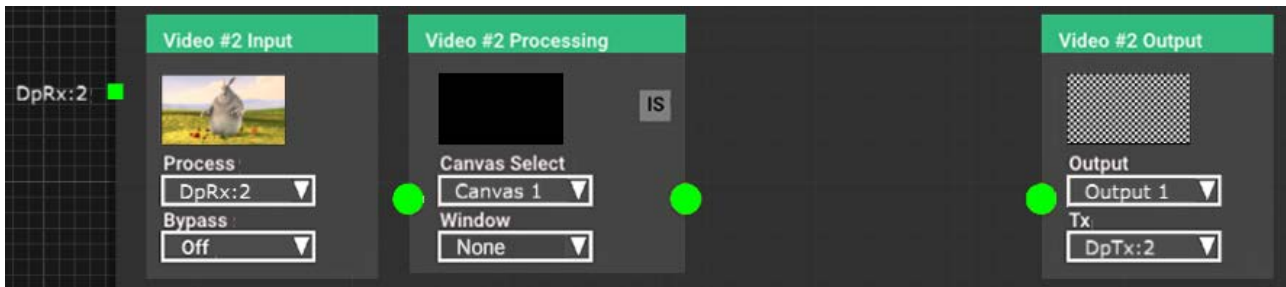 DpRx:2
Video #2 Input
Process
DpRx:2
Bypass
Off
Video #2 Processing
IS
Canvas Select
Canvas 1
Window
None
Video #2 Output
Output
Output 1
Tx
DpTx:2